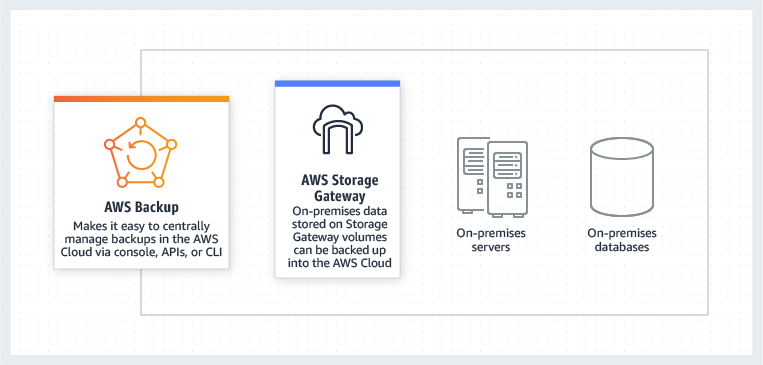 AWS Backup
Makes it easy to centrally
manage backups in the AWS
Cloud via console, APIs, or CLI
AWS Storage
Gateway
On-premises data
stored on Storage
Gateway volumes
can be backed up
into the AWS Cloud
On-premises
servers
On-premises
databases